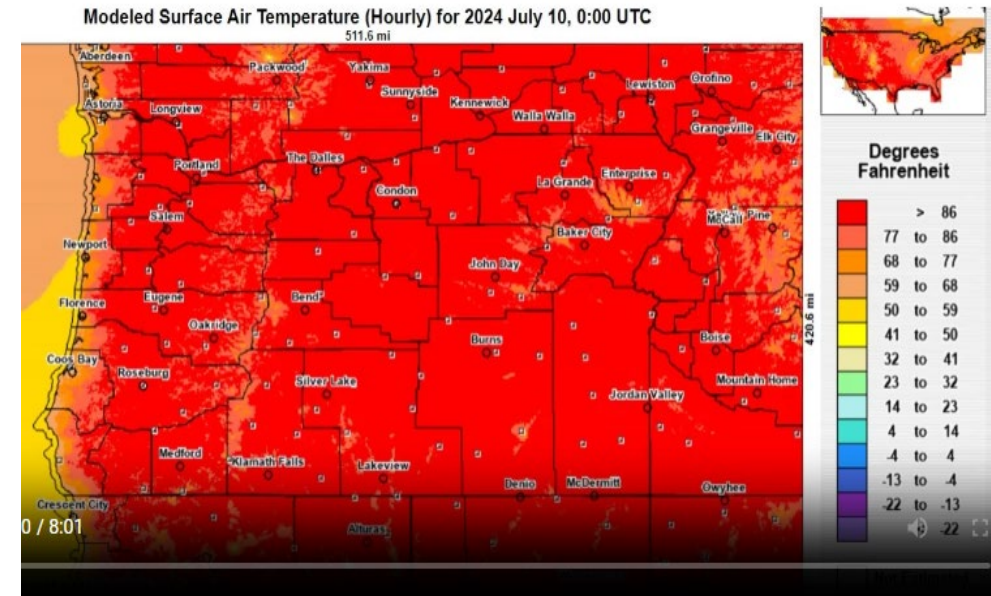 Modeled Surface Air Temperature (Hourly) for 2024 July 10, 0:00 UTC
511.6 mi
Aberdeen
Packwood
Yakima
Sunnyside
Lewiston
Orofino
Astoria
Longview
Kennewick
Walla Walla
Grangeville
Elk City
Portland
The Dalles
La Grande
Enterprise
Condon
Salem
McCall
Pine
Newport
Baker City
John Day
Florence
Eugene
Bend
Oakridge
Burns
Boise
Coos Bay
Roseburg
Silver Lake
Mountain Home
Jordan Valley
Medford
Klamath Falls
Lakeview
Denio
McDermitt
Owyhee
Crescent City
Alturas
420.6 mi
0 / 8:01
Degrees
Fahrenheit
> 86
77 to 86
68 to 77
59 to 68
50 to 59
41 to 50
32 to 41
23 to 32
14 to 23
4 to 14
-4 to 4
-13 to -4
-22 to -13
-22